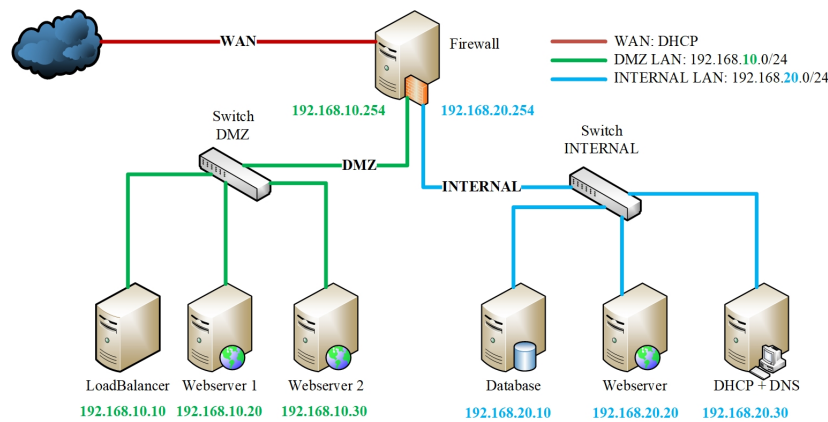 WAN
Firewall
WAN: DHCP
DMZ LAN: 192.168.10.0/24
INTERNAL LAN: 192.168.20.0/24
192.168.10.254
192.168.20.254
Switch
DMZ
Switch
INTERNAL
DMZ
INTERNAL
LoadBalancer
Webserver 1
Webserver 2
Database
Webserver
DHCP + DNS
192.168.10.10
192.168.10.20
192.168.10.30
192.168.20.10
192.168.20.20
192.168.20.30